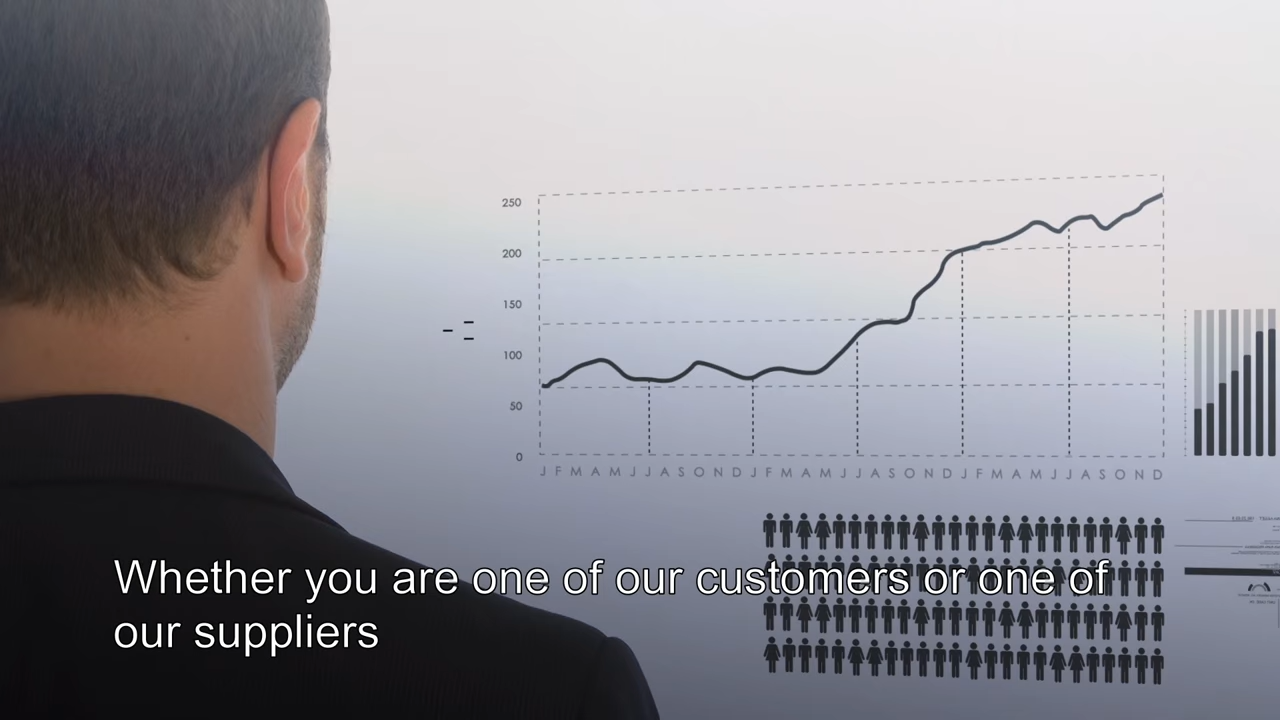 250
200
150
100
50
0
J F M A M J J A S O N D J F M A M J J A S O N D J F M A M J J A S O N D
Whether you are one of our customers or one of
our suppliers